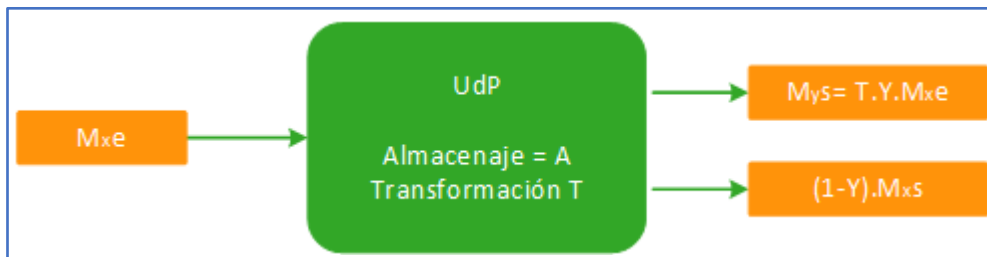 Mxe
UdP
Almacenaje = A
Transformación T
Mys= T.Y.Mxe
(1-Y).Mxs